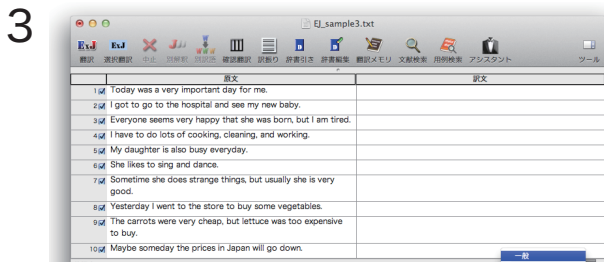 3
EJ_sample3.txt
翻訳 選択翻訳 中止 訳解釈 別訳語 確認翻訳 訳振り 辞書引き 辞書編集 翻訳メモリ 文献検索 用例検索 アシスタント ツール
原文 訳文
1 Today was a very important day for me.
2 I got to go to the hospital and see my new baby.
3 Everyone seems very happy that she was born, but I am tired.
4 I have to do lots of cooking, cleaning, and working.
5 My daughter is also busy everyday.
6 She likes to sing and dance.
7 Sometime she does strange things, but usually she is very
good.
8 Yesterday I went to the store to buy some vegetables.
9 The carrots were very cheap, but lettuce was too expensive
to buy.
10 Maybe someday the prices in Japan will go down.
一般